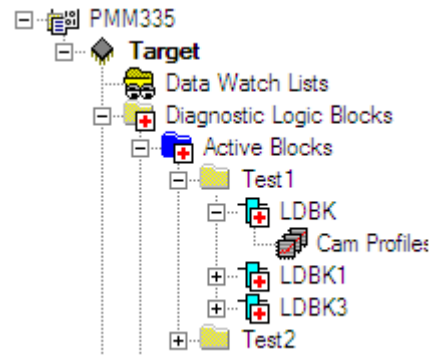 PMM335
Target
Data Watch Lists
Diagnostic Logic Blocks
Active Blocks
Test1
LDBK
Cam Profiles
LDBK1
LDBK3
Test2